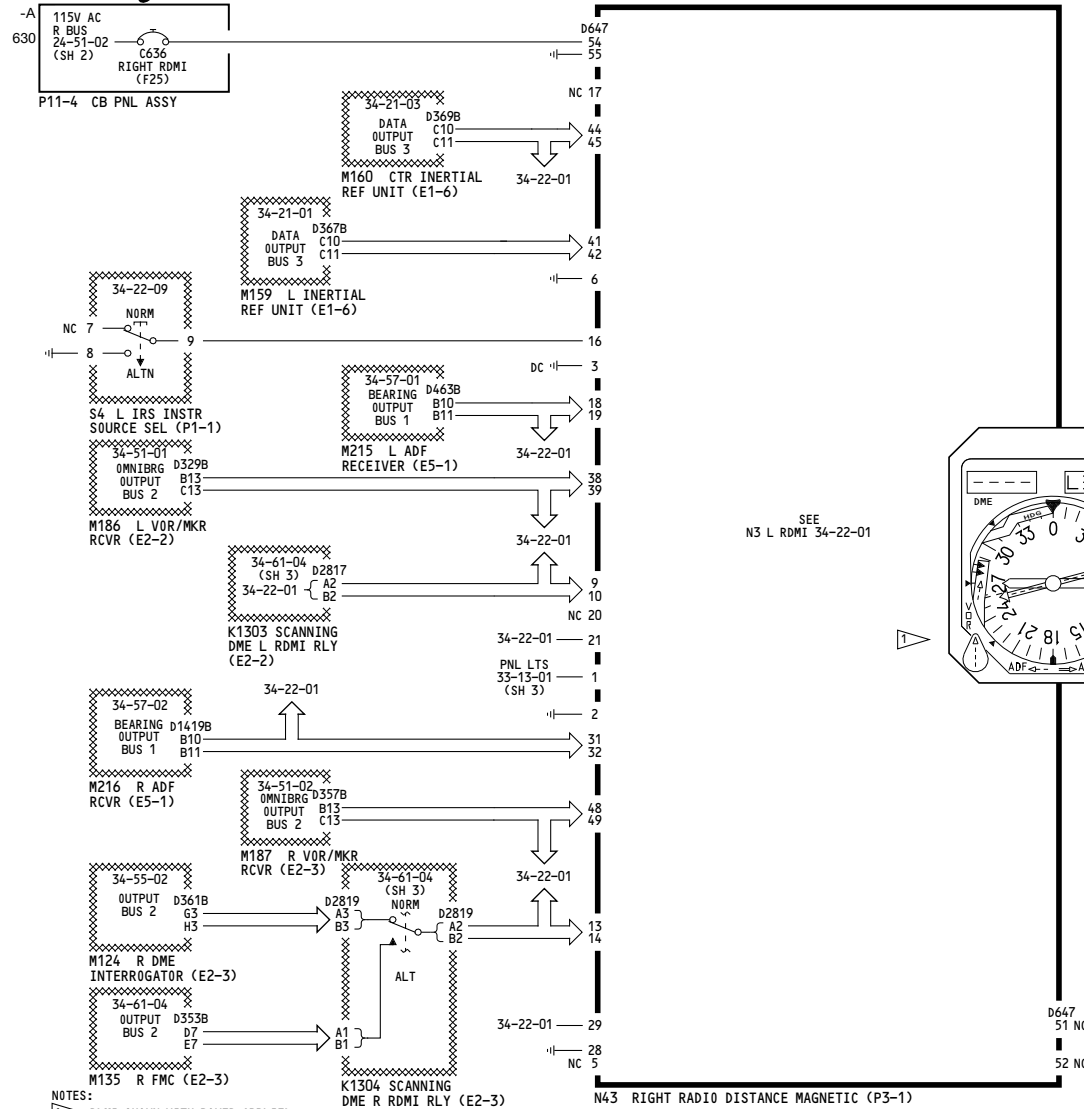 -A
630
115V AC
R BUS
24-51-02
(SH 2)
C636
RIGHT RDMI
(F25)
P11-4 CB PNL ASSY
D647
54
55
NC 17
34-21-03
DATA
OUTPUT
BUS 3
D369B
C10
C11
44
45
34-22-01
M160 CTR INERTIAL
REF UNIT (E1-6)
34-21-01
DATA
OUTPUT
BUS 3
D367B
C10
C11
41
42
M159 L INERTIAL
REF UNIT (E1-6)
6
34-22-09
NORM
NC 7
8
9
ALTN
16
S4 L IRS INSTR
SOURCE SEL (P1-1)
DC
3
34-57-01
BEARING
OUTPUT
BUS 1
D463B
B10
B11
18
19
34-22-01
M215 L ADF
RECEIVER (E5-1)
34-51-01
OMNIBRG
OUTPUT
BUS 2
D329B
B13
C13
38
39
M186 L VOR/MKR
RCVR (E2-2)
34-22-01
34-61-04
(SH 3)
34-22-01
D2817
A2
B2
9
10
K1303 SCANNING
DME L RDMI RLY
(E2-2)
NC 20
34-22-01
21
PNL LTS
33-13-01
(SH 3)
1
2
34-22-01
34-57-02
BEARING
OUTPUT
BUS 1
D1419B
B10
B11
31
32
M216 R ADF
RCVR (E5-1)
34-51-02
OMNIBRG
OUTPUT
BUS 2
D357B
B13
C13
48
49
M187 R VOR/MKR
RCVR (E2-3)
34-22-01
34-55-02
OUTPUT
BUS 2
D361B
G3
H3
M124 R DME
INTERROGATOR (E2-3)
34-61-04
(SH 3)
NORM
D2819
A3
B3
D2819
A2
B2
ALT
A1
B1
13
14
K1304 SCANNING
DME R RDMI RLY (E2-3)
34-61-04
OUTPUT
BUS 2
D353B
D7
E7
M135 R FMC (E2-3)
34-22-01
29
28
NC 5
SEE
N3 L RDMI 34-22-01
1
DME
HDG
33 0
30
27
24
21
18
15
VOR
ADF
D647
51 NC
52 NC
N43 RIGHT RADIO DISTANCE MAGNETIC (P3-1)
NOTES: